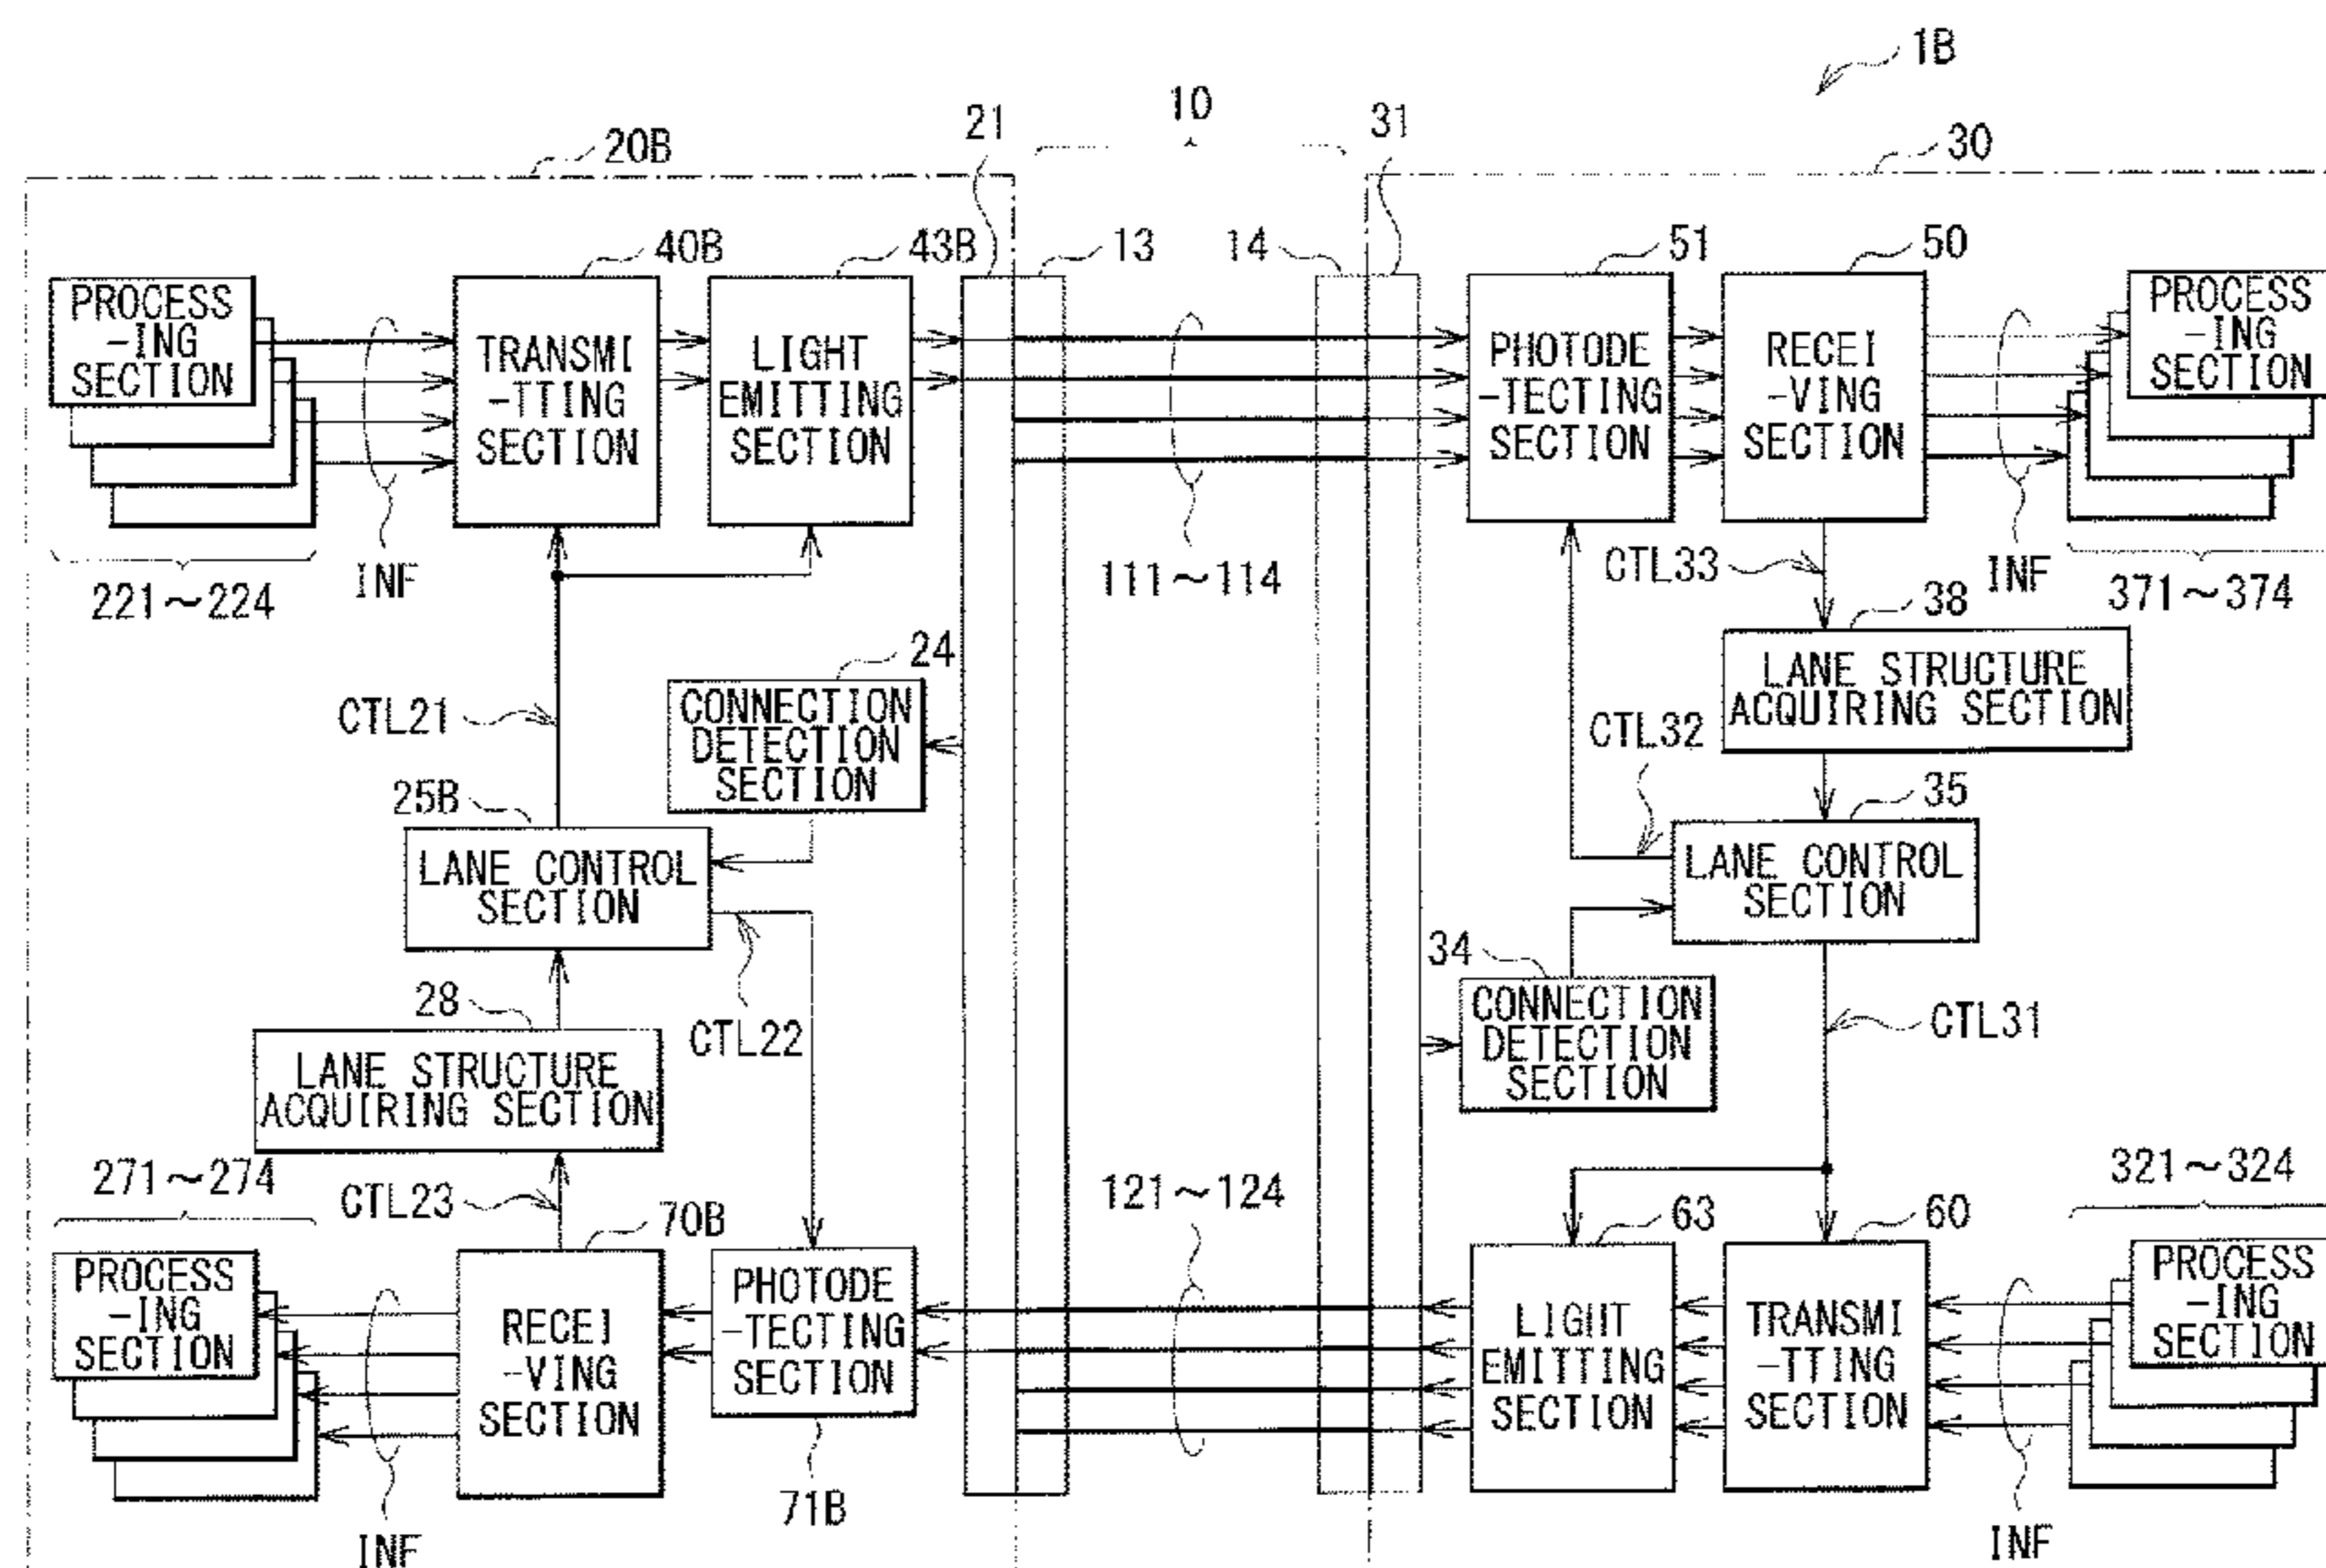 1B
10
21
31
20B
30
40B
43B
13
14
51
50
PROCESS
-ING
SECTION
TRANSMI
-TTING
SECTION
LIGHT
EMITTING
SECTION
PHOTODE
-TECTING
SECTION
RECEI
-VING
SECTION
PROCESS
-ING
SECTION
221~224
INF
111~114
CTL33
INF
371~374
24
38
CONNECTION
DETECTION
SECTION
LANE STRUCTURE
ACQUIRING SECTION
CTL21
CTL32
25B
35
LANE CONTROL
SECTION
LANE CONTROL
SECTION
34
28
CTL22
CONNECTION
DETECTION
SECTION
CTL31
LANE STRUCTURE
ACQUIRING SECTION
271~274
CTL23
70B
121~124
63
60
321~324
PROCESS
-ING
SECTION
RECEI
-VING
SECTION
PHOTODE
-TECTING
SECTION
LIGHT
EMITTING
SECTION
TRANSMI
-TTING
SECTION
PROCESS
-ING
SECTION
71B
INF
INF